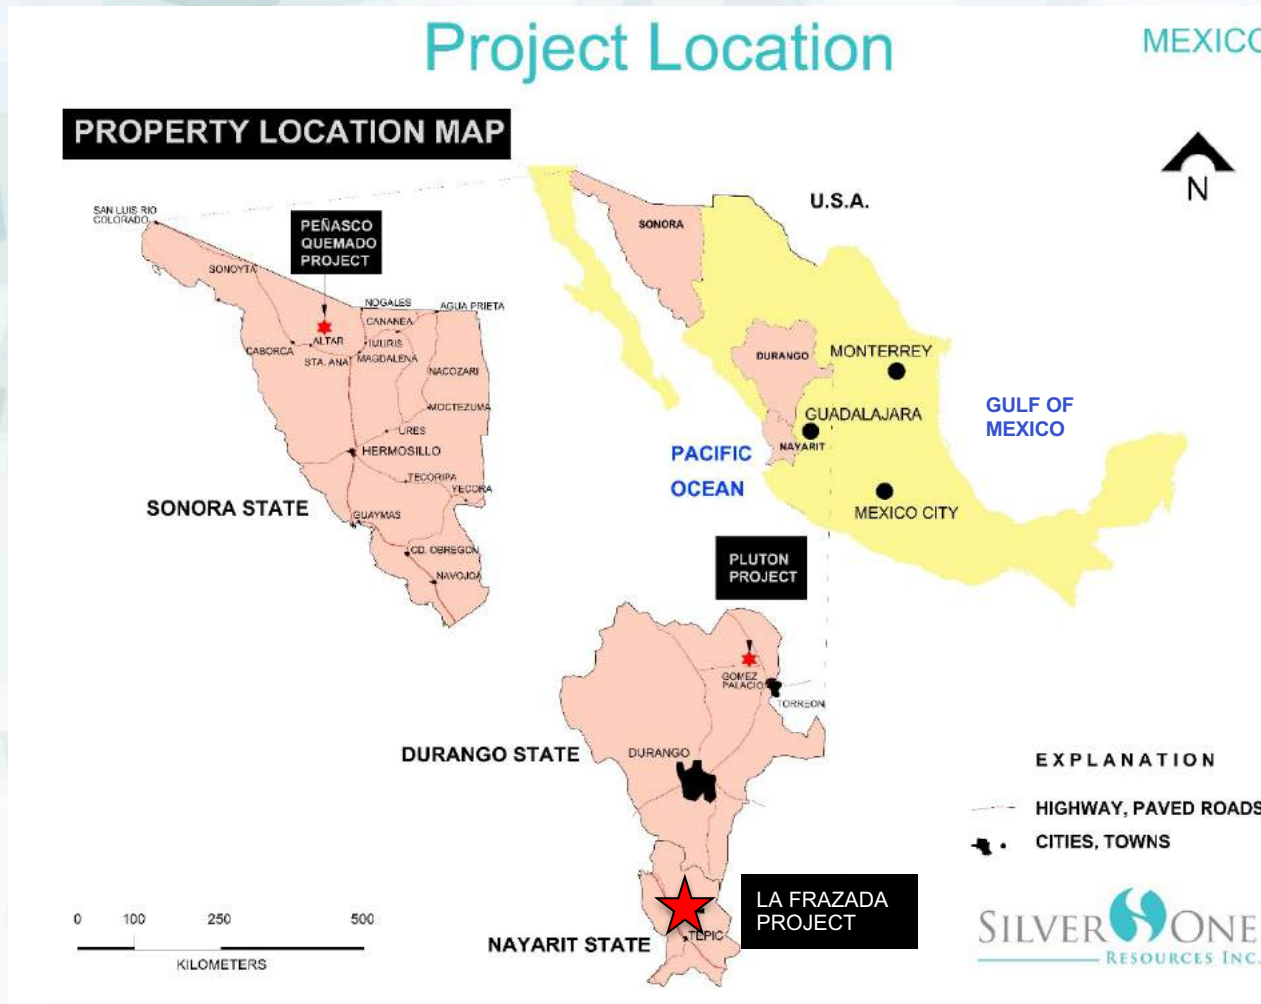 Project Location
MEXICO
PROPERTY LOCATION MAP
N
U.S.A.
SAN LUIS RIO
COLORADO
PEÑASCO
QUEMADO
PROJECT
SONORA
SONOYTA
NOGALES
AGUA PRIETA
CANANEA
ALTAR
IMURIS
CABORCA
STA. ANA
MAGDALENA
NACOZARI
MOCTEZUMA
URES
HERMOSILLO
TECORIPA
YECORA
SONORA STATE
GUAYMAS
CD. OBREGON
NAVOJOA
DURANGO
MONTERREY
GUADALAJARA
NAYARIT
GULF OF
MEXICO
PACIFIC
OCEAN
MEXICO CITY
PLUTON
PROJECT
GOMEZ
PALACIO
TORREON
DURANGO STATE
DURANGO
EXPLANATION
HIGHWAY, PAVED ROADS
CITIES, TOWNS
LA FRAZADA
PROJECT
TEPIC
NAYARIT STATE
0 100 250 500
KILOMETERS
SILVER ONE
RESOURCES INC.